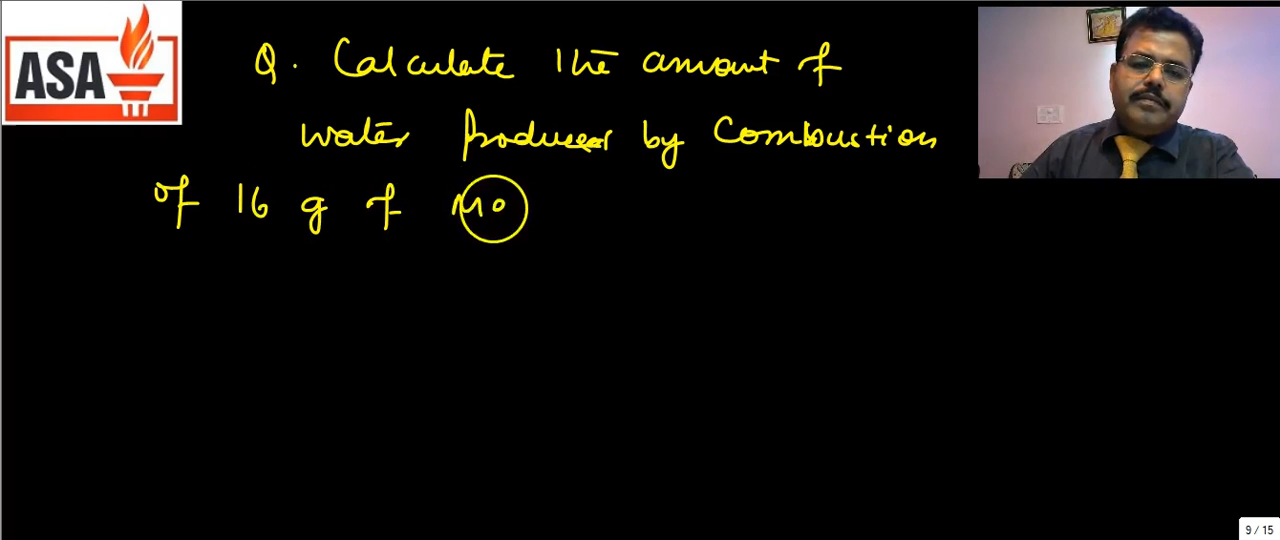 ASA
Q. Calculate the amount of
water produced by Combustion
of 16 g of
9 / 15